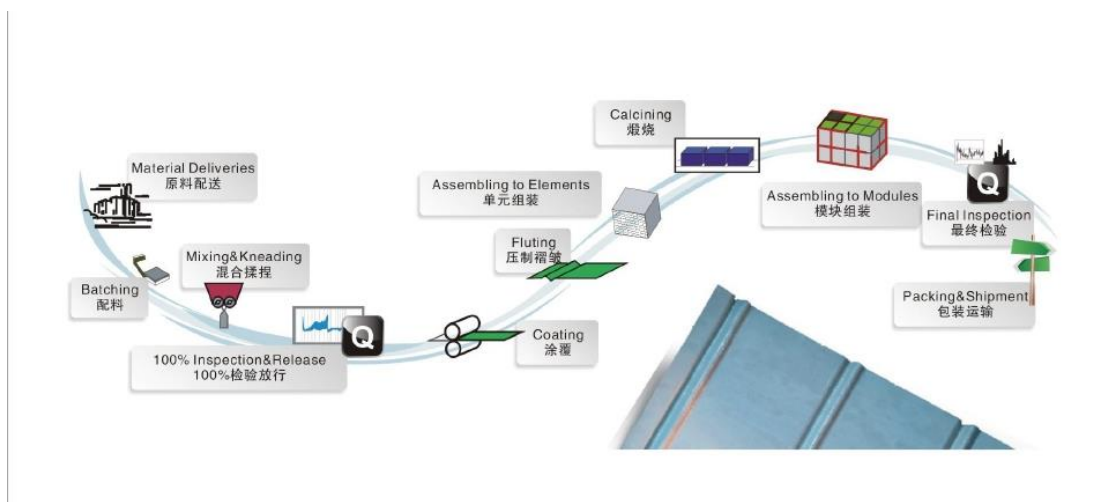 Material Deliveries
原料配送
Batching
配料
Mixing&Kneading
混合揉捏
100% Inspection&Release
100%检验放行
Q
Coating
涂覆
Fluting
压制褶皱
Assembling to Elements
单元组装
Calcining
煅烧
Assembling to Modules
模块组装
Q
Final Inspection
最终检验
Packing&Shipment
包装运输